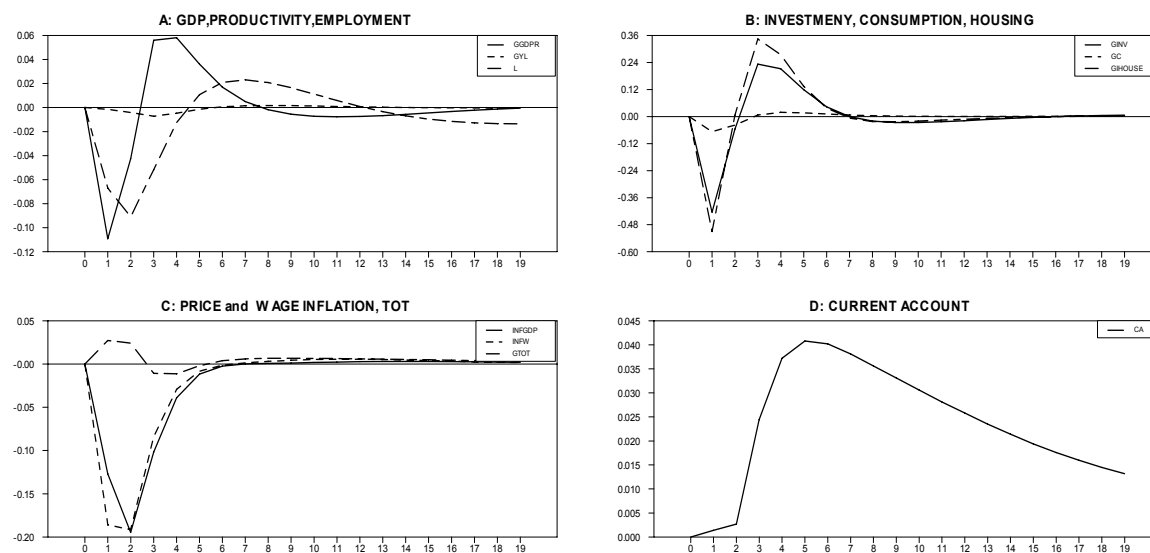 A: GDP,PRODUCTIVITY,EMPLOYMENT
0.06
0.04
0.02
0.00
-0.02
-0.04
-0.06
-0.08
-0.10
-0.12
GGDPR
GYL
L
0 1 2 3 4 5 6 7 8 9 10 11 12 13 14 15 16 17 18 19
B: INVESTMENY, CONSUMPTION, HOUSING
0.36
0.24
0.12
0.00
-0.12
-0.24
-0.36
-0.48
-0.60
GINV
GC
GIHOUSE
0 1 2 3 4 5 6 7 8 9 10 11 12 13 14 15 16 17 18 19
C: PRICE and W AGE INFLATION, TOT
0.05
-0.00
-0.05
-0.10
-0.15
-0.20
INFGDP
INFW
GTOT
0 1 2 3 4 5 6 7 8 9 10 11 12 13 14 15 16 17 18 19
D: CURRENT ACCOUNT
0.045
0.040
0.035
0.030
0.025
0.020
0.015
0.010
0.005
0.000
CA
0 1 2 3 4 5 6 7 8 9 10 11 12 13 14 15 16 17 18 19